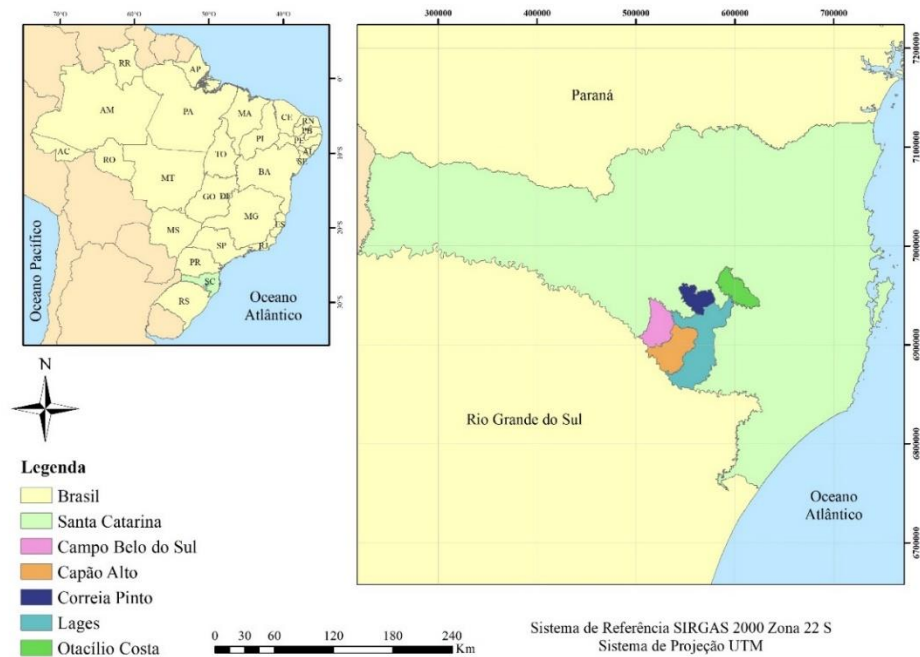 70°O 60°O 50°O 40°O
RR
AP
0°
AM
PA
MA
CE
RN
PB
PI
PE
AC
AL
SE
TO
10°S
RO
BA
MT
GO
DF
MG
20°S
ES
MS
SP
RJ
PR
SC
RS
30°S
Oceano Pacífico
Oceano
Atlântico
300000 400000 500000 600000 700000
7200000
Paraná
7100000
7000000
6900000
Rio Grande do Sul
6800000
Oceano
Atlântico
6700000
N
Legenda
Brasil
Santa Catarina
Campo Belo do Sul
Capão Alto
Correia Pinto
Lages
Otacílio Costa
0 30 60 120 180 240
Km
Sistema de Referência SIRGAS 2000 Zona 22 S
Sistema de Projeção UTM